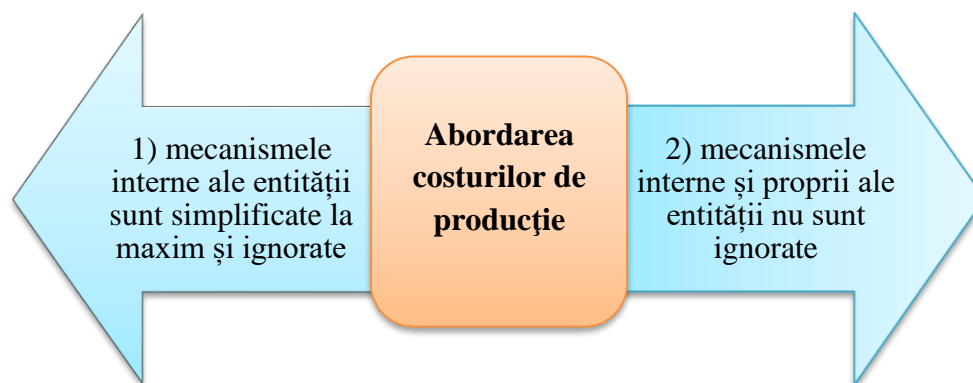 1) mecanismele
interne ale entității
sunt simplificate la
maxim și ignorate
Abordarea
costurilor de
producţie
2) mecanismele
interne și proprii ale
entității nu sunt
ignorate